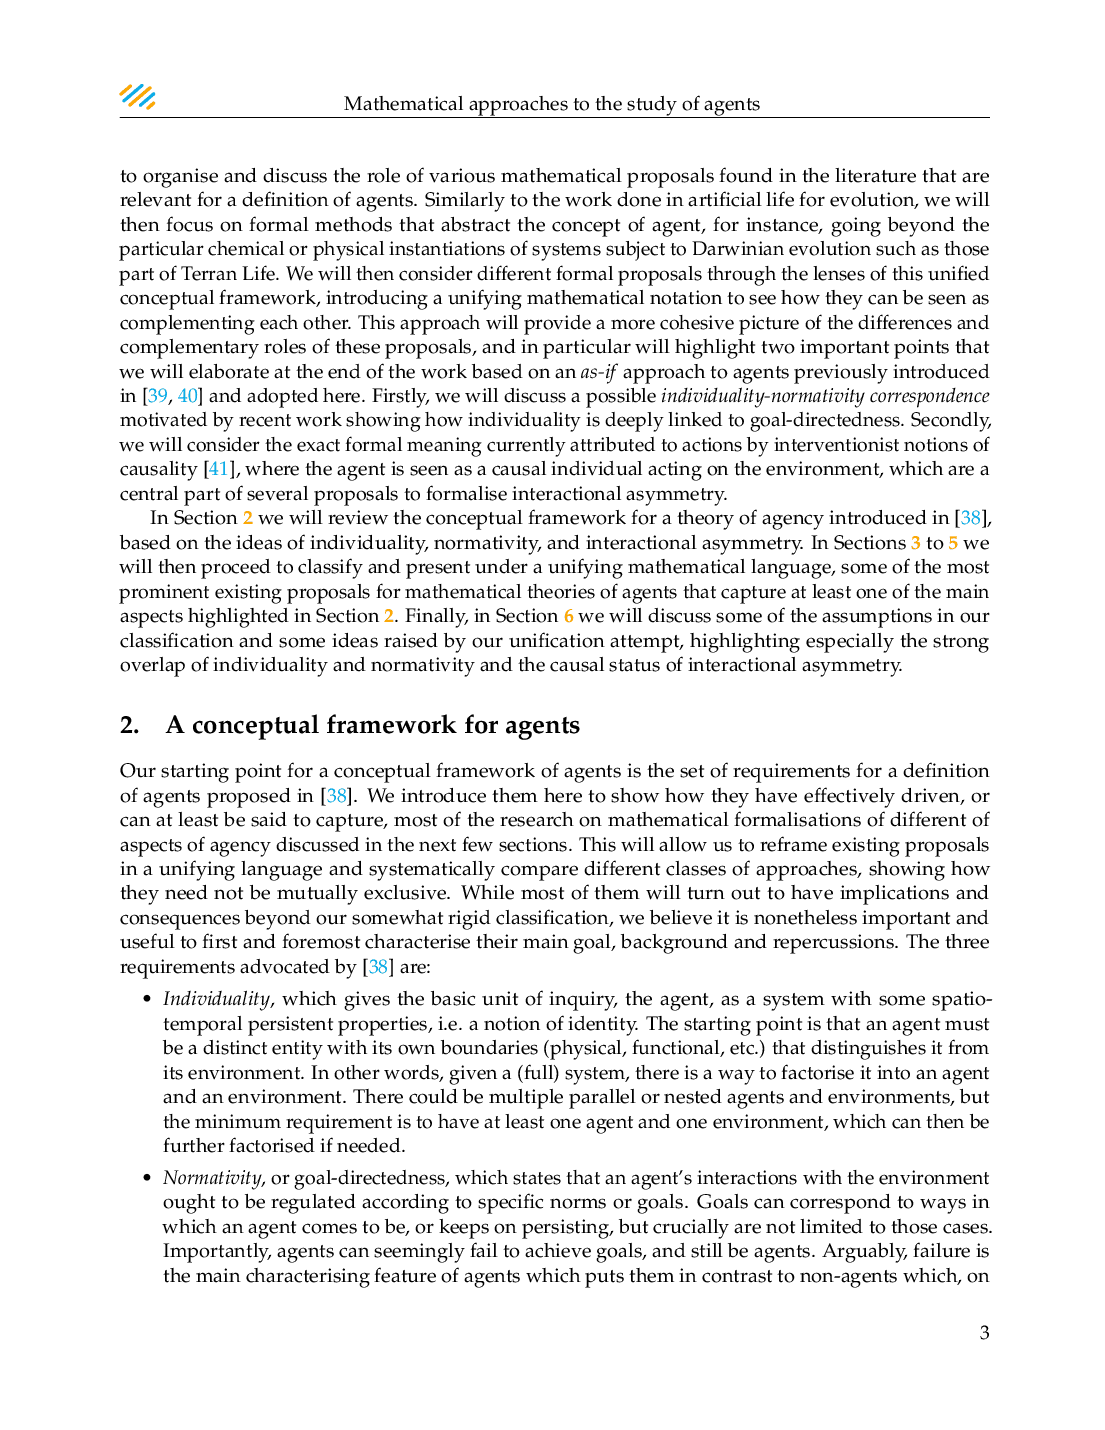 Mathematical approaches to the study of agents
to organise and discuss the role of various mathematical proposals found in the literature that are
relevant for a definition of agents. Similarly to the work done in artificial life for evolution, we will
then focus on formal methods that abstract the concept of agent, for instance, going beyond the
particular chemical or physical instantiations of systems subject to Darwinian evolution such as those
part of Terran Life. We will then consider different formal proposals through the lenses of this unified
conceptual framework, introducing a unifying mathematical notation to see how they can be seen as
complementing each other. This approach will provide a more cohesive picture of the differences and
complementary roles of these proposals, and in particular will highlight two important points that
we will elaborate at the end of the work based on an as-if approach to agents previously introduced
in [39, 40] and adopted here. Firstly, we will discuss a possible individuality-normativity correspondence
motivated by recent work showing how individuality is deeply linked to goal-directedness. Secondly,
we will consider the exact formal meaning currently attributed to actions by interventionist notions of
causality [41], where the agent is seen as a causal individual acting on the environment, which are a
central part of several proposals to formalise interactional asymmetry.
In Section 2 we will review the conceptual framework for a theory of agency introduced in [38],
based on the ideas of individuality, normativity, and interactional asymmetry. In Sections 3 to 5 we
will then proceed to classify and present under a unifying mathematical language, some of the most
prominent existing proposals for mathematical theories of agents that capture at least one of the main
aspects highlighted in Section 2. Finally, in Section 6 we will discuss some of the assumptions in our
classification and some ideas raised by our unification attempt, highlighting especially the strong
overlap of individuality and normativity and the causal status of interactional asymmetry.
2. A conceptual framework for agents
Our starting point for a conceptual framework of agents is the set of requirements for a definition
of agents proposed in [38]. We introduce them here to show how they have effectively driven, or
can at least be said to capture, most of the research on mathematical formalisations of different of
aspects of agency discussed in the next few sections. This will allow us to reframe existing proposals
in a unifying language and systematically compare different classes of approaches, showing how
they need not be mutually exclusive. While most of them will turn out to have implications and
consequences beyond our somewhat rigid classification, we believe it is nonetheless important and
useful to first and foremost characterise their main goal, background and repercussions. The three
requirements advocated by [38] are:
• Individuality, which gives the basic unit of inquiry, the agent, as a system with some spatio-
temporal persistent properties, i.e. a notion of identity. The starting point is that an agent must
be a distinct entity with its own boundaries (physical, functional, etc.) that distinguishes it from
its environment. In other words, given a (full) system, there is a way to factorise it into an agent
and an environment. There could be multiple parallel or nested agents and environments, but
the minimum requirement is to have at least one agent and one environment, which can then be
further factorised if needed.
• Normativity, or goal-directedness, which states that an agent's interactions with the environment
ought to be regulated according to specific norms or goals. Goals can correspond to ways in
which an agent comes to be, or keeps on persisting, but crucially are not limited to those cases.
Importantly, agents can seemingly fail to achieve goals, and still be agents. Arguably, failure is
the main characterising feature of agents which puts them in contrast to non-agents which, on
3